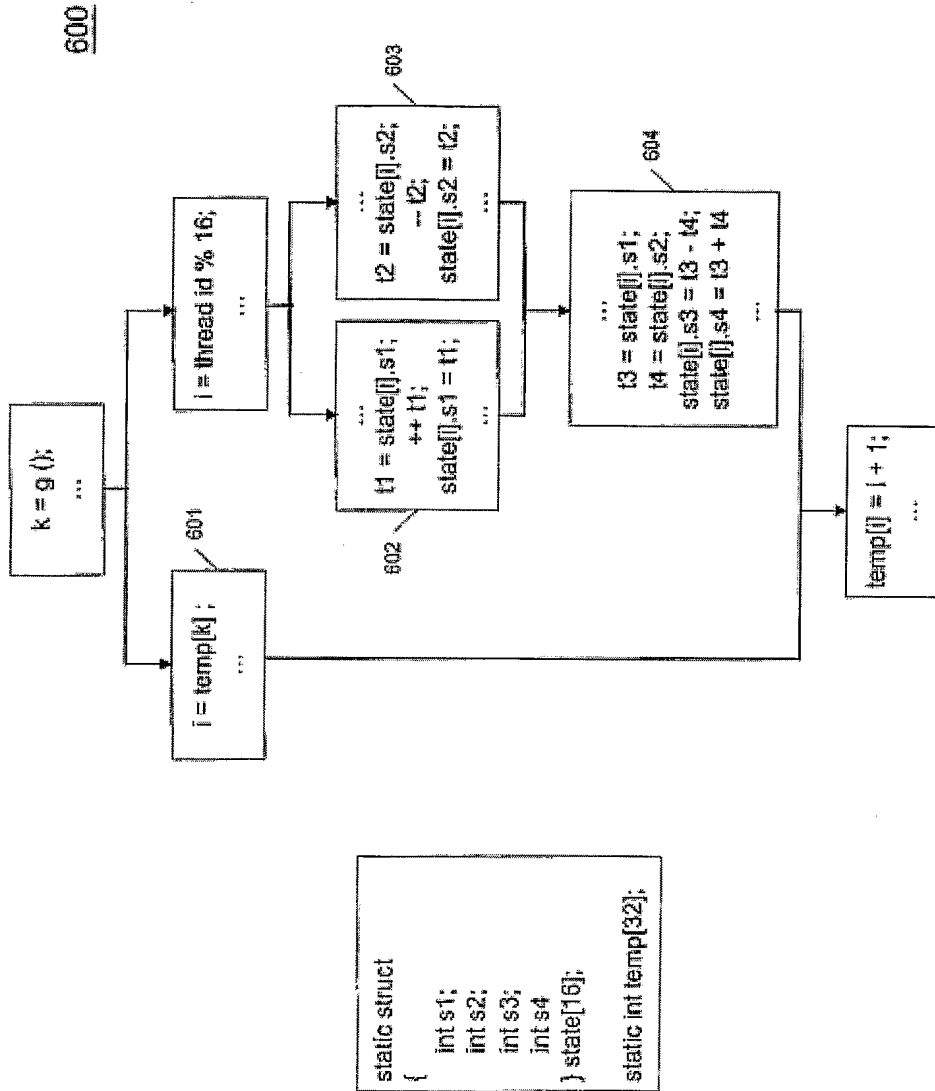 600
k = g ();
...
i = temp[k] ;
...
601
i = thread id % 16;
...
...
t1 = state[i].s1;
++ t1;
state[i].s1 = t1;
...
602
...
t2 = state[i].s2;
-- t2;
state[i].s2 = t2;
...
603
...
t3 = state[i].s1;
t4 = state[i].s2;
state[i].s3 = t3 - t4;
state[i].s4 = t3 + t4
...
604
temp[i] = i + 1;
...
static struct
{
int s1;
int s2;
int s3;
int s4
} state[16];
static int temp[32];